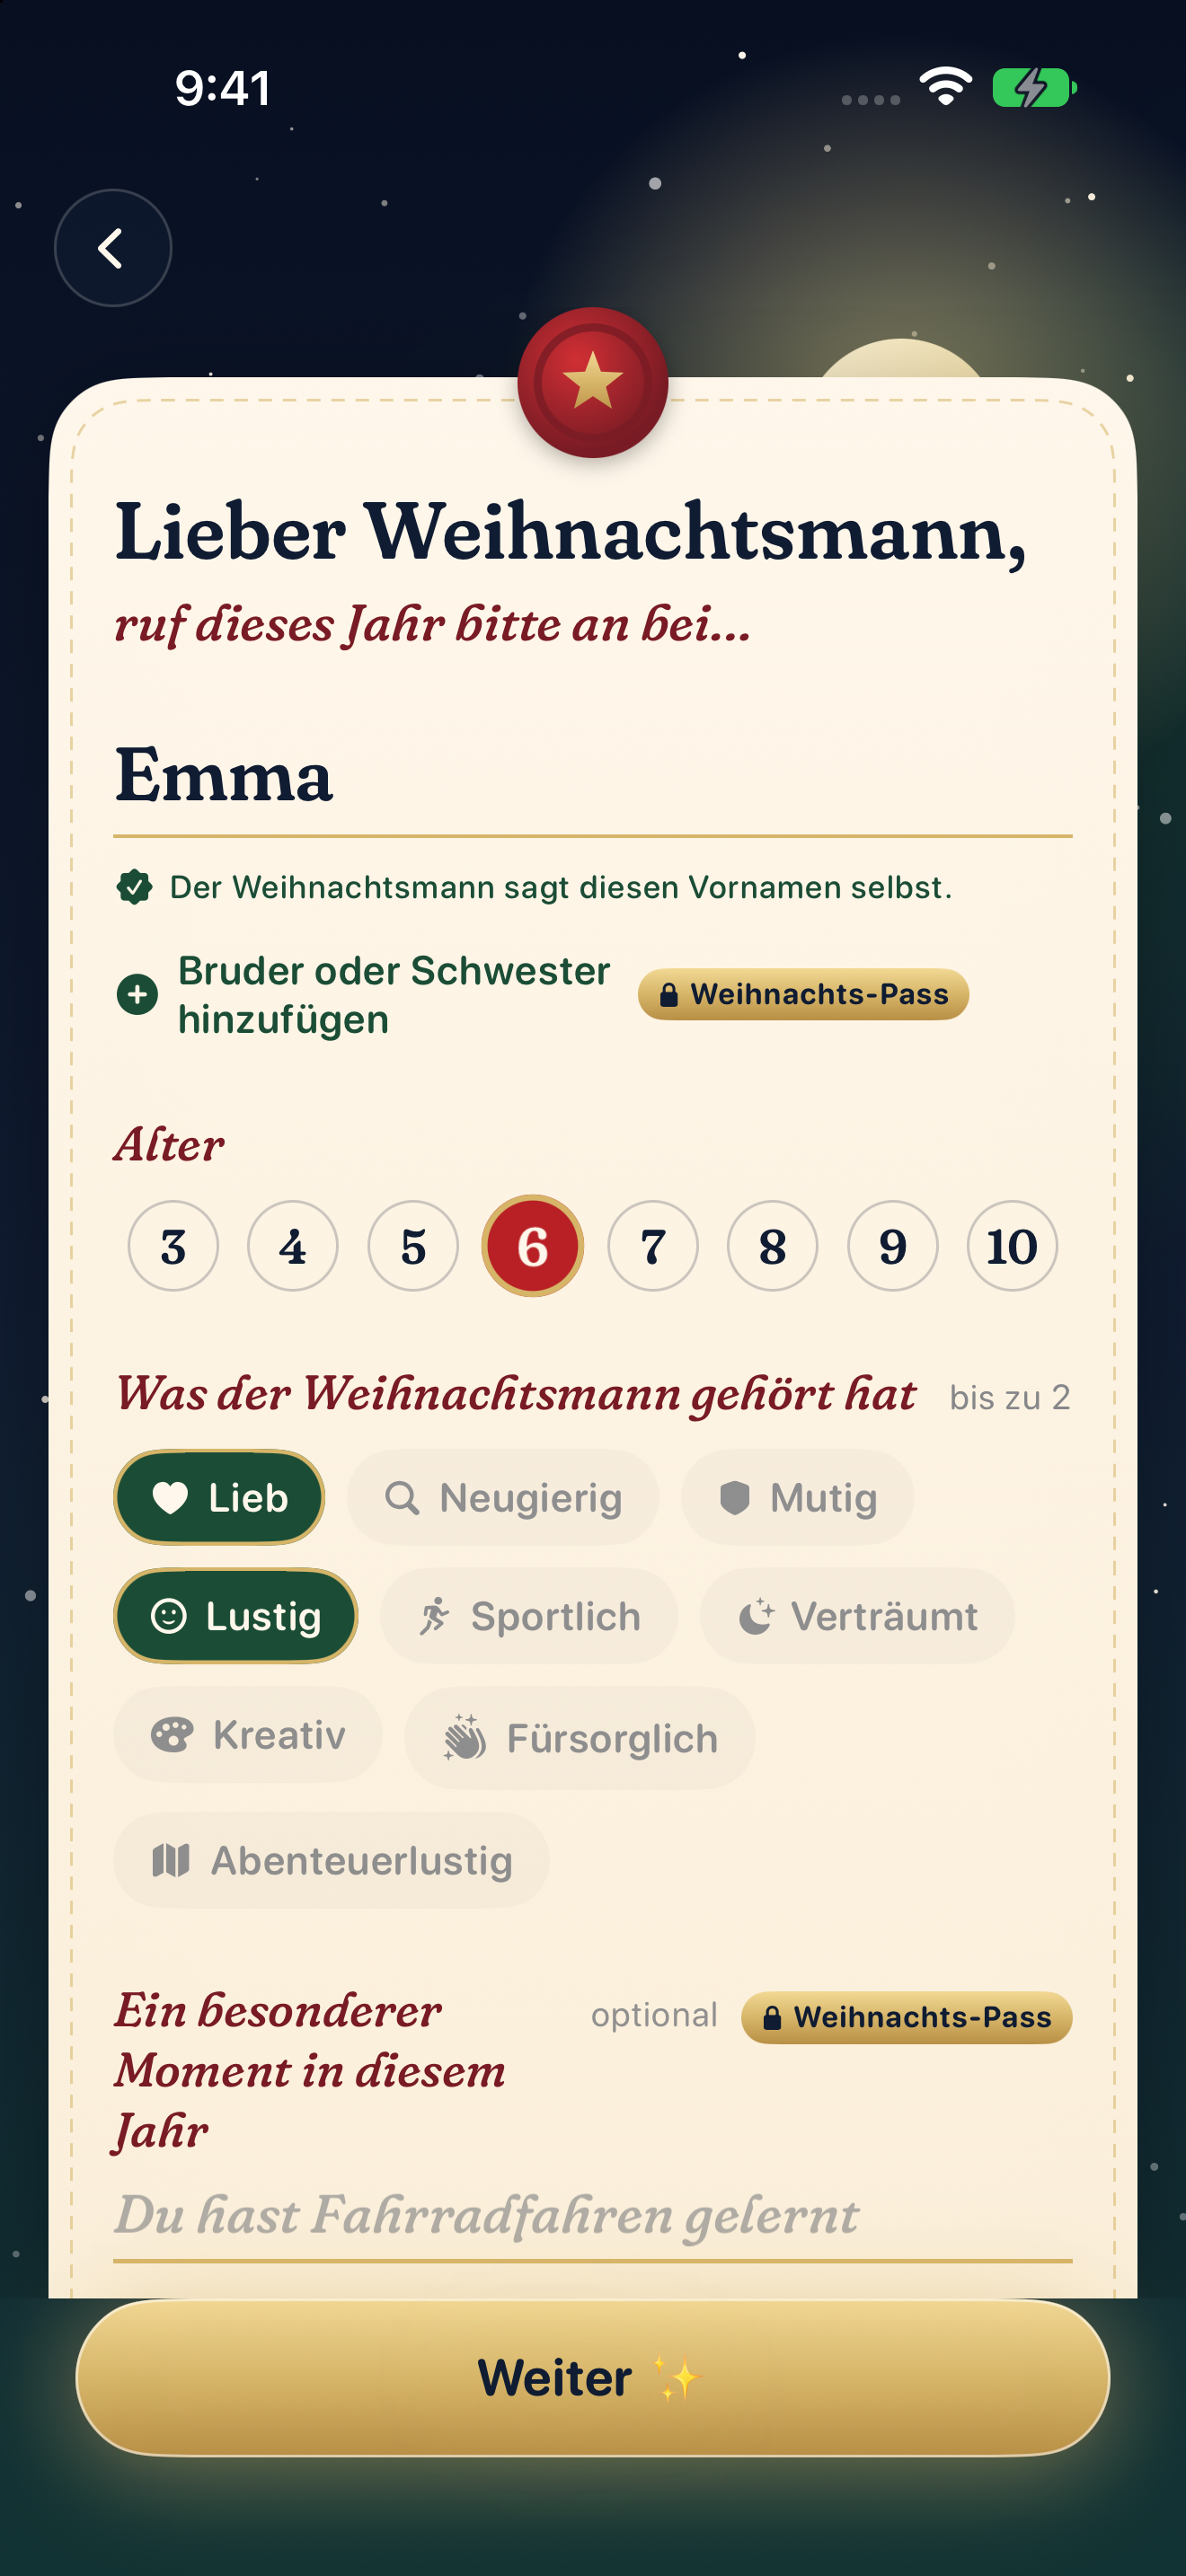 9:41
Lieber Weihnachtsmann,
ruf dieses Jahr bitte an bei...
Emma
Der Weihnachtsmann sagt diesen Vornamen selbst.
Bruder oder Schwester
hinzufügen
Weihnachts-Pass
Alter
3 4 5 6 7 8 9 10
Was der Weihnachtsmann gehört hat bis zu 2
Lieb Neugierig Mutig
Lustig Sportlich Verträumt
Kreativ Fürsorglich
Abenteuerlustig
Ein besonderer
Moment in diesem
Jahr
optional Weihnachts-Pass
Du hast Fahrradfahren gelernt
Weiter ✨